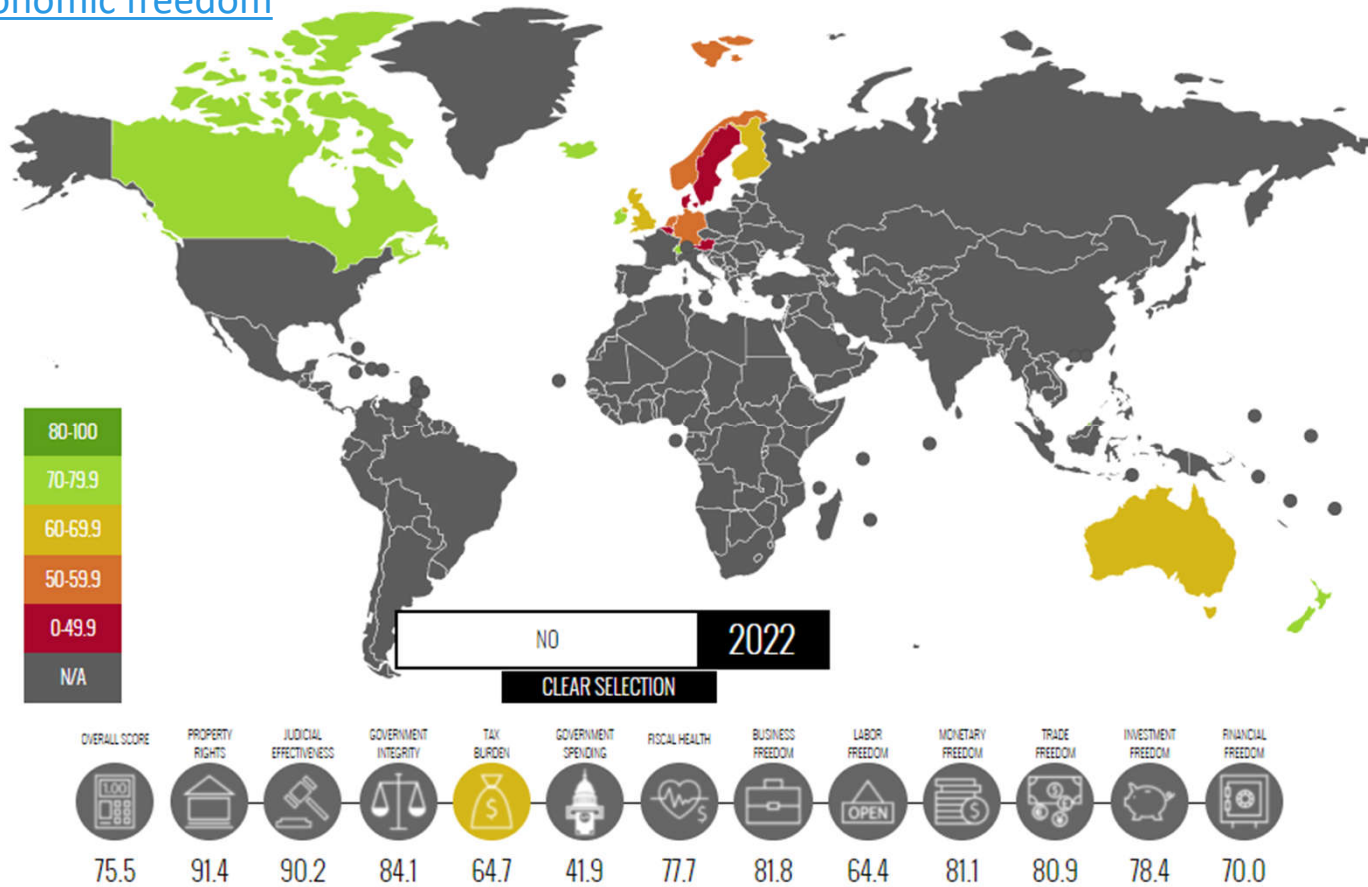 onomic freedom
80-100
70-79.9
60-69.9
50-59.9
0-49.9
N/A
NO
2022
CLEAR SELECTION
OVERALL SCORE
PROPERTY
RIGHTS
JUDICIAL
EFFECTIVENESS
GOVERNMENT
INTEGRITY
TAX
BURDEN
GOVERNMENT
SPENDING
FISCAL HEALTH
BUSINESS
FREEDOM
LABOR
FREEDOM
MONETARY
FREEDOM
TRADE
FREEDOM
INVESTMENT
FREEDOM
FINANCIAL
FREEDOM
1.00
$
$
OPEN
$
$
75.5
91.4
90.2
84.1
64.7
41.9
77.7
81.8
64.4
81.1
80.9
78.4
70.0